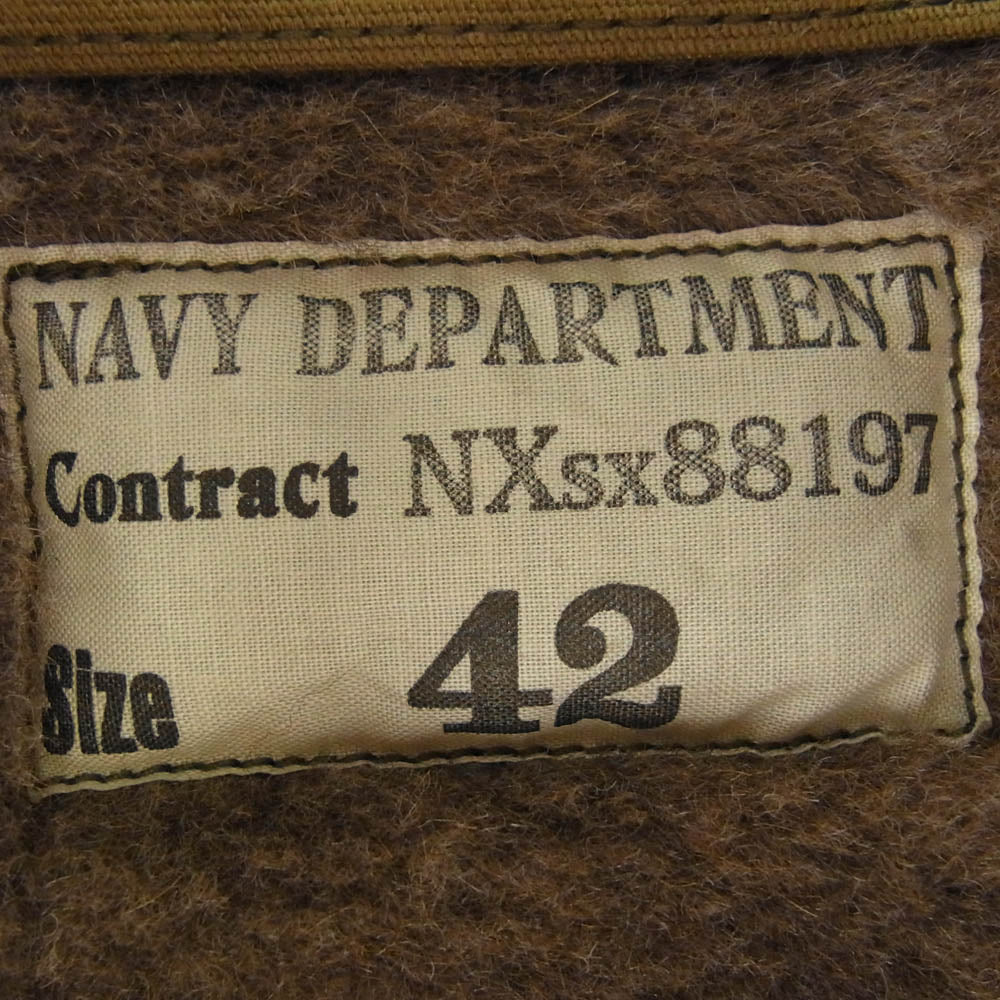 NAVY DEPARTMENT
Contract NXsx88197
Size 42